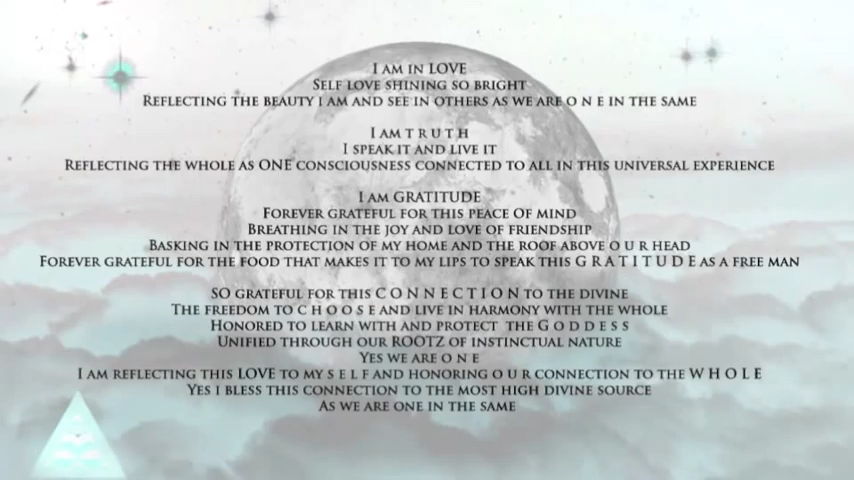 I AM IN LOVE
SELF LOVE SHINING SO BRIGHT
REFLECTING THE BEAUTY I AM AND SEE IN OTHERS AS WE ARE O N E IN THE SAME
I AM T R U T H
I SPEAK IT AND LIVE IT
REFLECTING THE WHOLE AS ONE CONSCIOUSNESS CONNECTED TO ALL IN THIS UNIVERSAL EXPERIENCE
I AM GRATITUDE
FOREVER GRATEFUL FOR THIS PEACE OF MIND
BREATHING IN THE JOY AND LOVE OF FRIENDSHIP
BASKING IN THE PROTECTION OF MY HOME AND THE ROOF ABOVE O U R HEAD
FOREVER GRATEFUL FOR THE FOOD THAT MAKES IT TO MY LIPS TO SPEAK THIS G R A T I T U D E AS A FREE MAN
SO GRATEFUL FOR THIS C O N N E C T I O N TO THE DIVINE
THE FREEDOM TO C H O O S E AND LIVE IN HARMONY WITH THE WHOLE
HONORED TO LEARN WITH AND PROTECT THE G O D D E S S
UNIFIED THROUGH OUR ROOTZ OF INSTINCTUAL NATURE
YES WE ARE O N E
I AM REFLECTING THIS LOVE TO MY S E L F AND HONORING O U R CONNECTION TO THE W H O L E
YES I BLESS THIS CONNECTION TO THE MOST HIGH DIVINE SOURCE
AS WE ARE ONE IN THE SAME